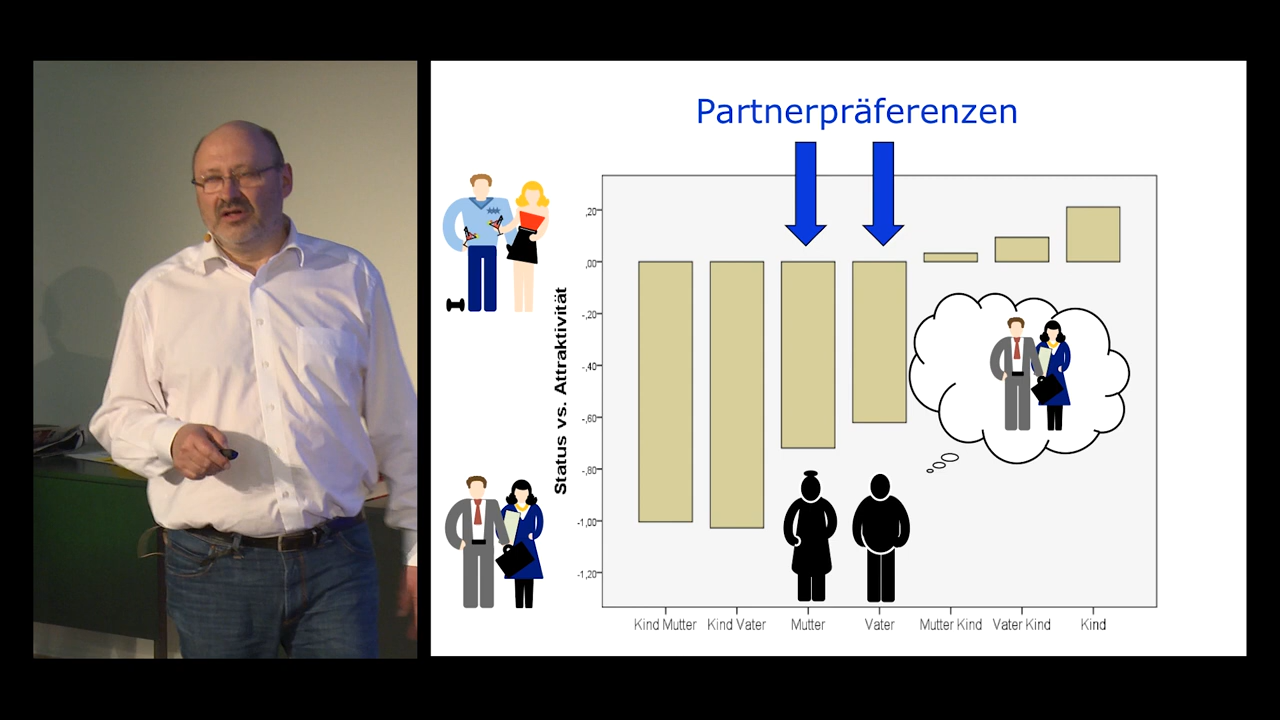 Partnerpräferenzen
Status vs. Attraktivität
,20
,00
-,20
-,40
-,60
-,80
-1,00
-1,20
Kind Mutter Kind Vater Mutter Vater Mutter Kind Vater Kind Kind